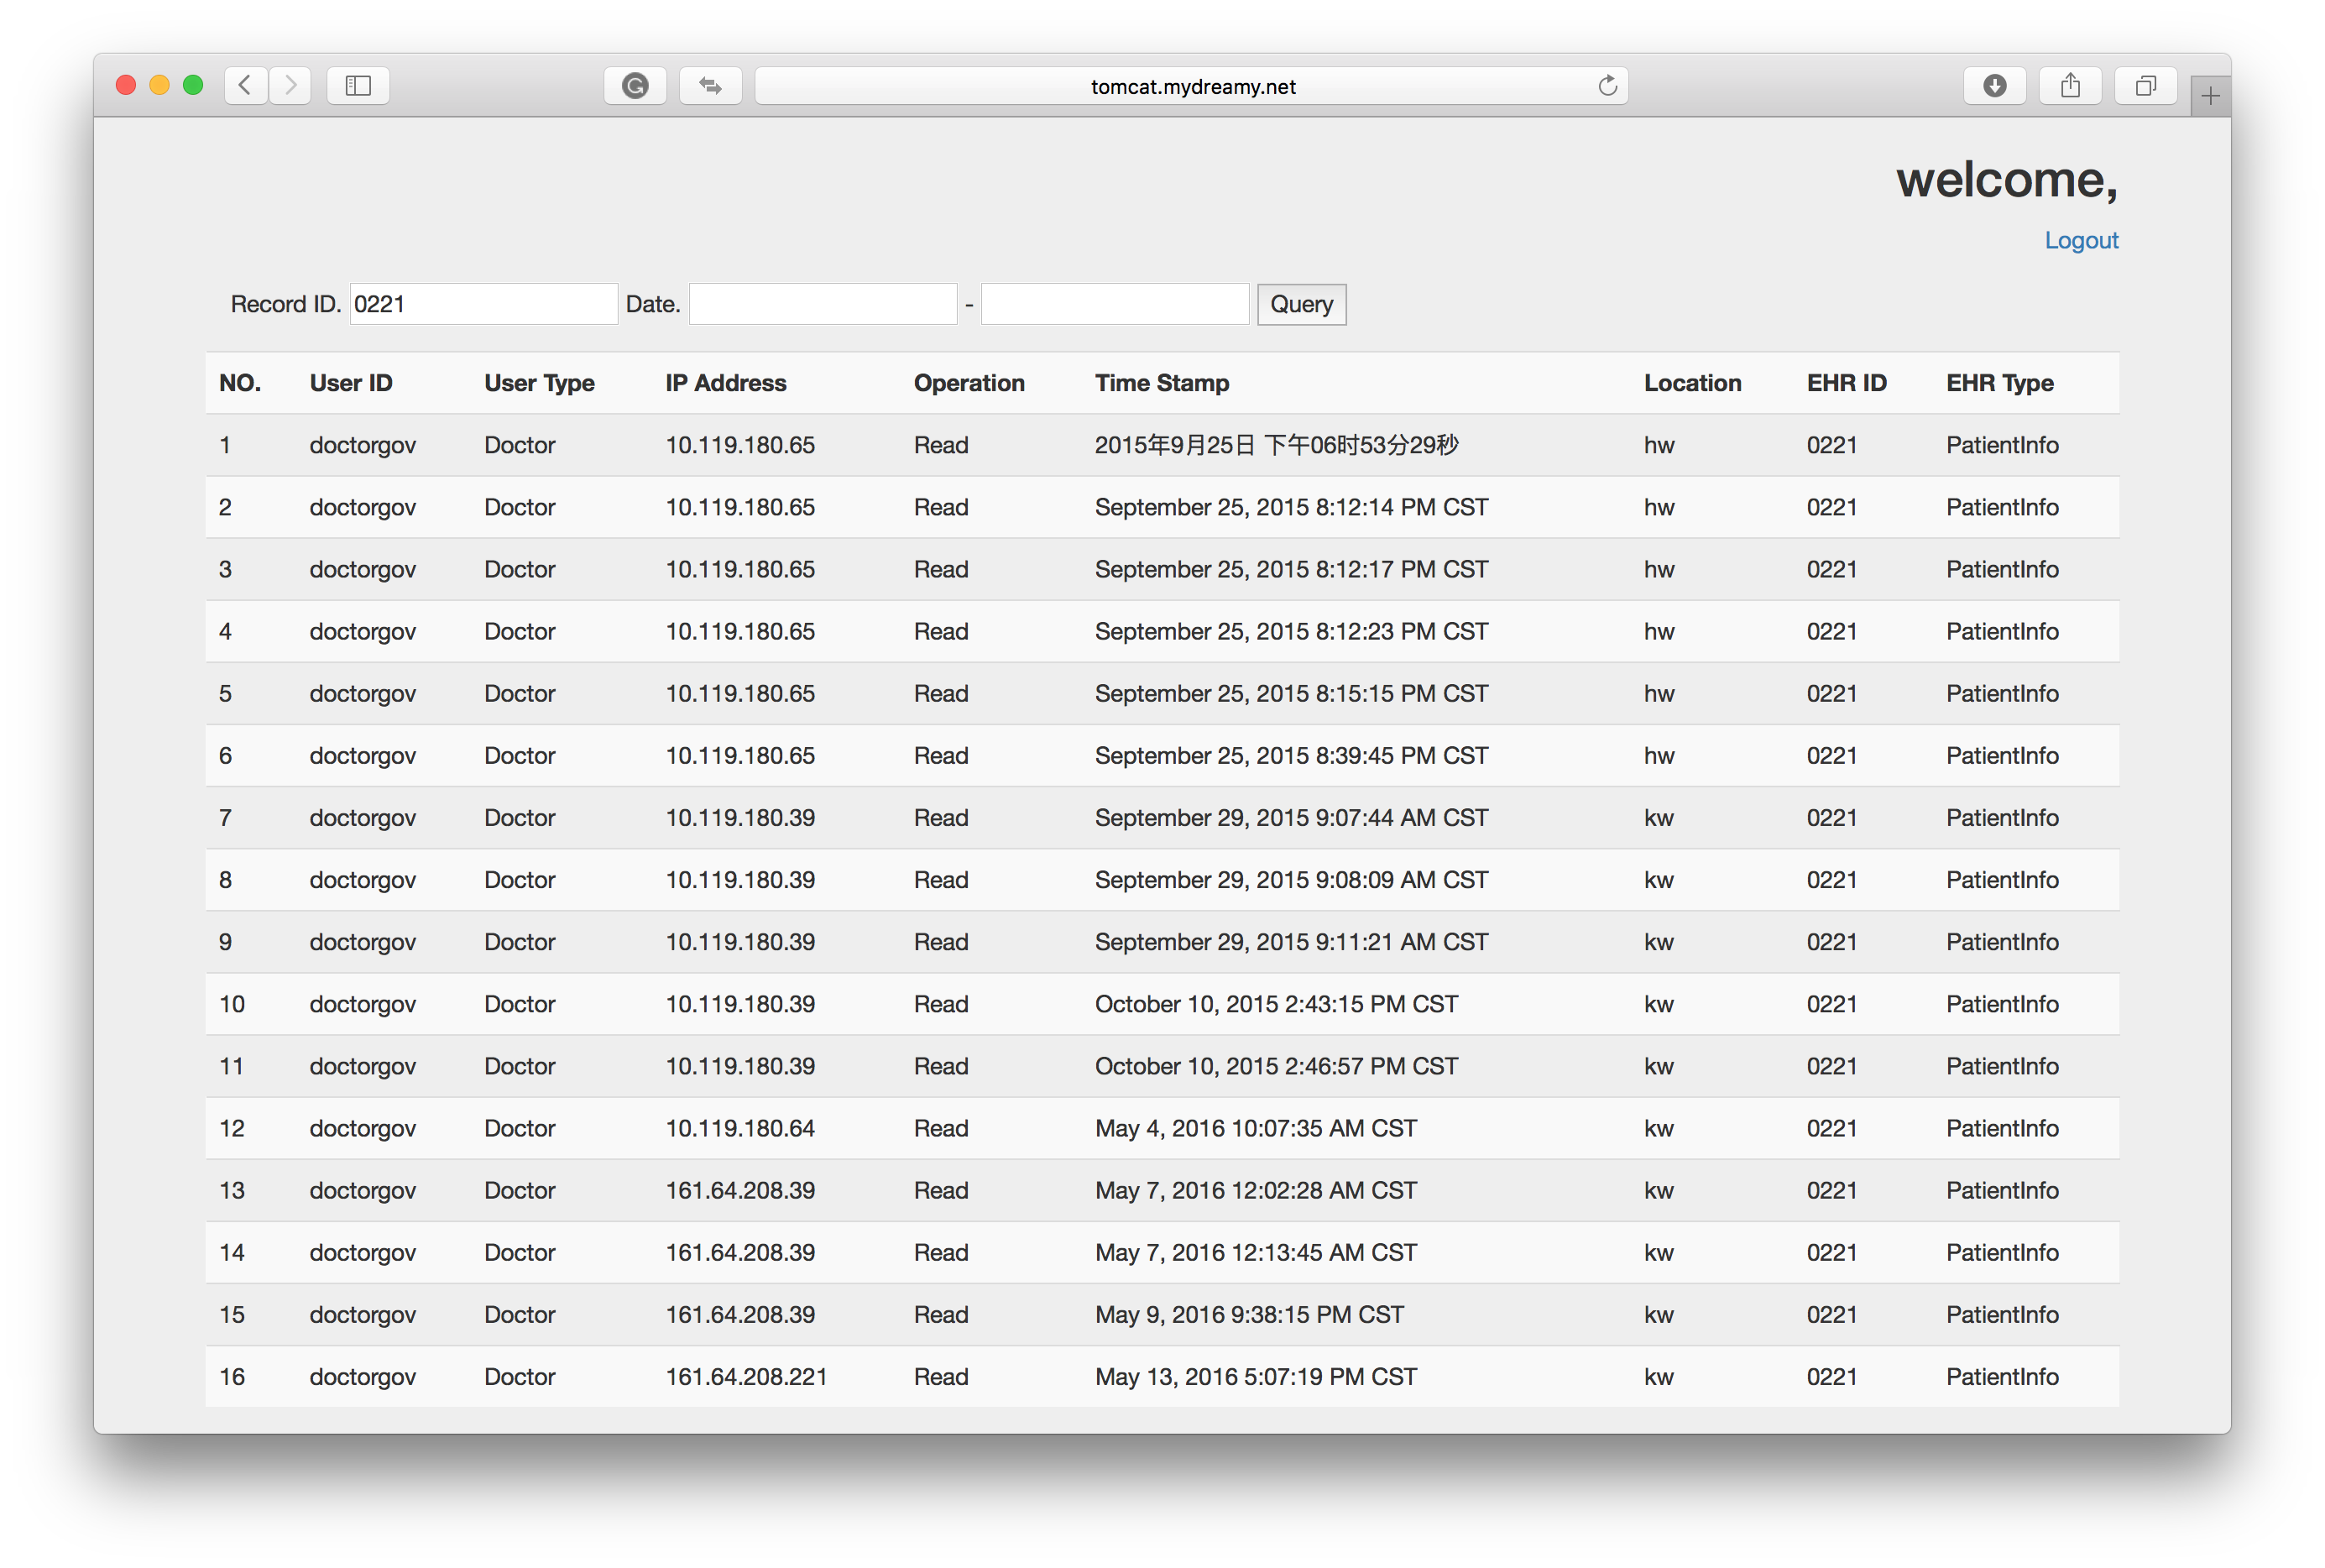 tomcat.mydreamy.net
welcome,
Logout
Record ID. 0221 Date. - Query
NO. User ID User Type IP Address Operation Time Stamp Location EHR ID EHR Type
1 doctorgov Doctor 10.119.180.65 Read 2015年9月25日 下午06时53分29秒 hw 0221 PatientInfo
2 doctorgov Doctor 10.119.180.65 Read September 25, 2015 8:12:14 PM CST hw 0221 PatientInfo
3 doctorgov Doctor 10.119.180.65 Read September 25, 2015 8:12:17 PM CST hw 0221 PatientInfo
4 doctorgov Doctor 10.119.180.65 Read September 25, 2015 8:12:23 PM CST hw 0221 PatientInfo
5 doctorgov Doctor 10.119.180.65 Read September 25, 2015 8:15:15 PM CST hw 0221 PatientInfo
6 doctorgov Doctor 10.119.180.65 Read September 25, 2015 8:39:45 PM CST hw 0221 PatientInfo
7 doctorgov Doctor 10.119.180.39 Read September 29, 2015 9:07:44 AM CST kw 0221 PatientInfo
8 doctorgov Doctor 10.119.180.39 Read September 29, 2015 9:08:09 AM CST kw 0221 PatientInfo
9 doctorgov Doctor 10.119.180.39 Read September 29, 2015 9:11:21 AM CST kw 0221 PatientInfo
10 doctorgov Doctor 10.119.180.39 Read October 10, 2015 2:43:15 PM CST kw 0221 PatientInfo
11 doctorgov Doctor 10.119.180.39 Read October 10, 2015 2:46:57 PM CST kw 0221 PatientInfo
12 doctorgov Doctor 10.119.180.64 Read May 4, 2016 10:07:35 AM CST kw 0221 PatientInfo
13 doctorgov Doctor 161.64.208.39 Read May 7, 2016 12:02:28 AM CST kw 0221 PatientInfo
14 doctorgov Doctor 161.64.208.39 Read May 7, 2016 12:13:45 AM CST kw 0221 PatientInfo
15 doctorgov Doctor 161.64.208.39 Read May 9, 2016 9:38:15 PM CST kw 0221 PatientInfo
16 doctorgov Doctor 161.64.208.221 Read May 13, 2016 5:07:19 PM CST kw 0221 PatientInfo